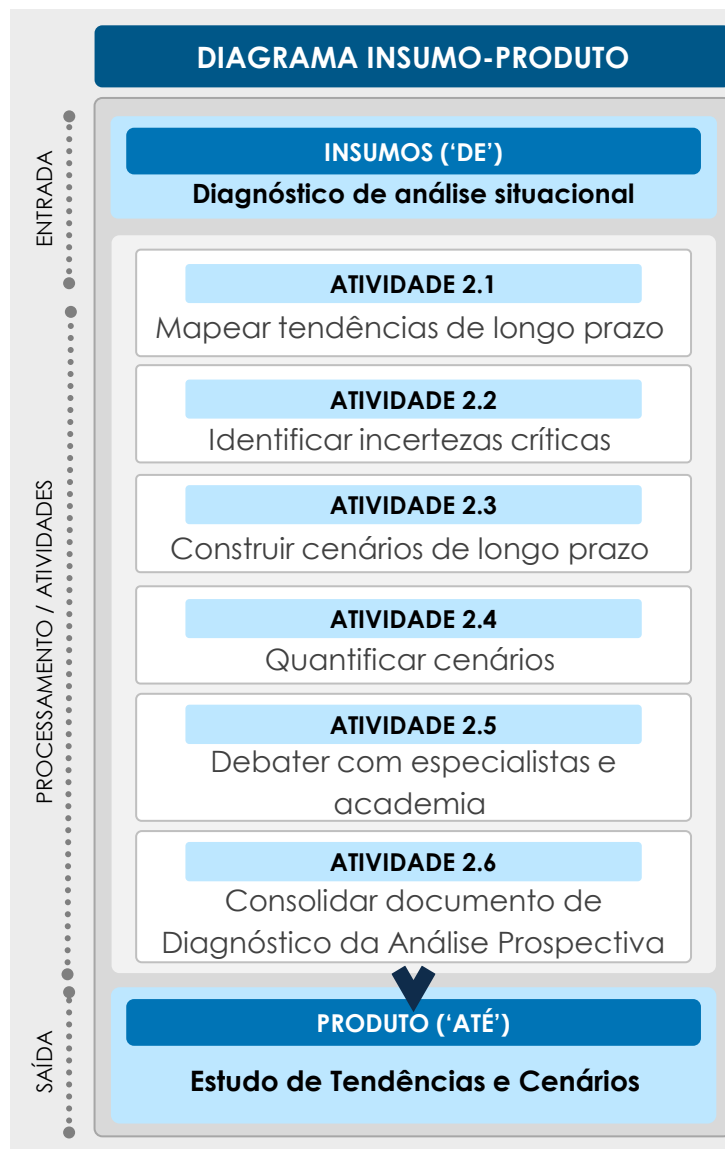 DIAGRAMA INSUMO-PRODUTO
ENTRADA
INSUMOS (‘DE’)
Diagnóstico de análise situacional
PROCESSAMENTO / ATIVIDADES
ATIVIDADE 2.1
Mapear tendências de longo prazo
ATIVIDADE 2.2
Identificar incertezas críticas
ATIVIDADE 2.3
Construir cenários de longo prazo
ATIVIDADE 2.4
Quantificar cenários
ATIVIDADE 2.5
Debater com especialistas e
academia
ATIVIDADE 2.6
Consolidar documento de
Diagnóstico da Análise Prospectiva
SAÍDA
PRODUTO (‘ATÉ’)
Estudo de Tendências e Cenários